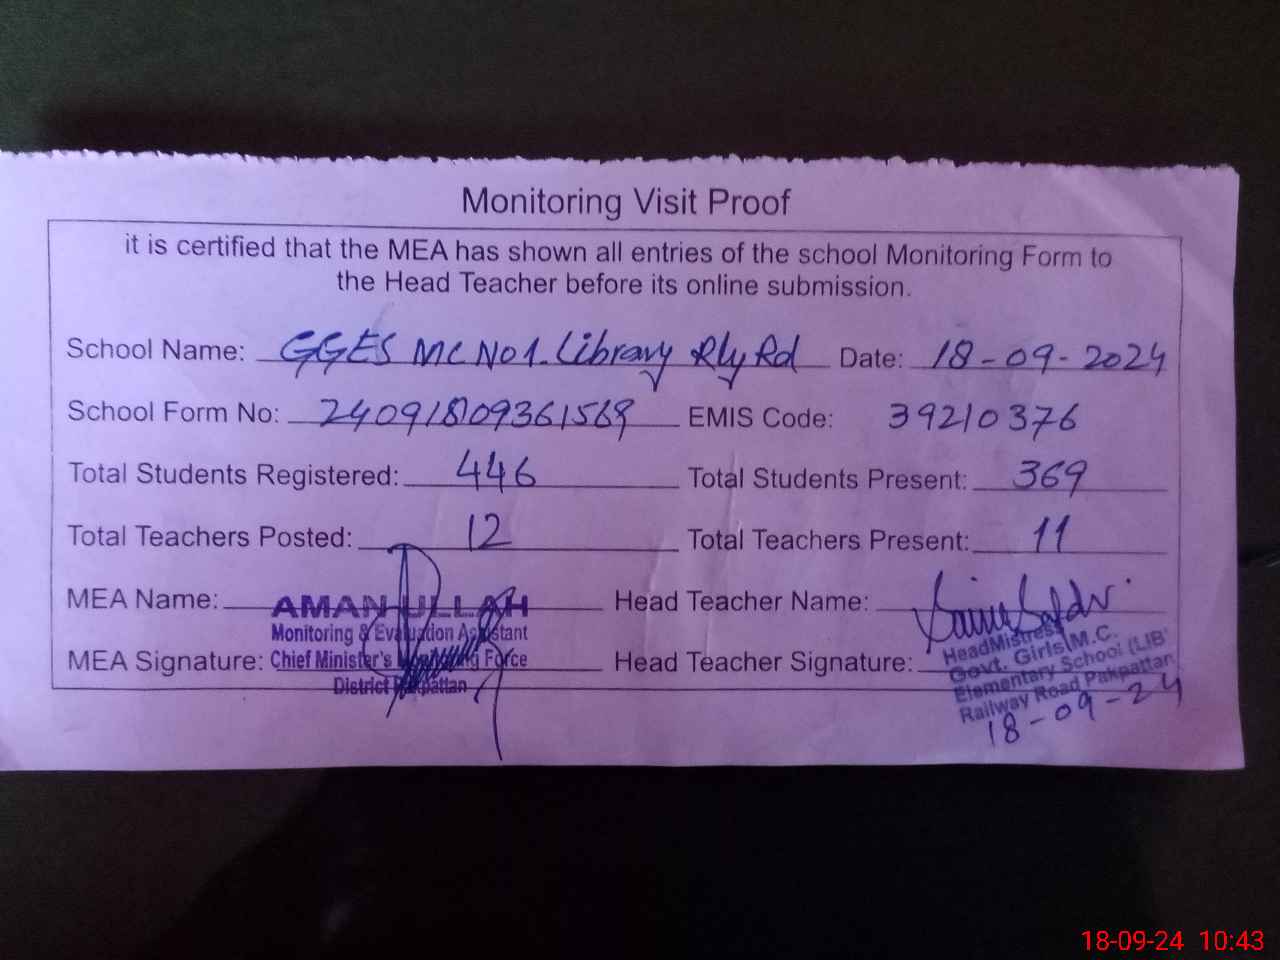 Monitoring Visit Proof
it is certified that the MEA has shown all entries of the school Monitoring Form to
the Head Teacher before its online submission.
School Name: GGES MC No 1. Library Rly Rd Date: 18-09-2024
School Form No: 24091809361569 EMIS Code: 39210376
Total Students Registered: 446 Total Students Present: 369
Total Teachers Posted: 12 Total Teachers Present: 11
MEA Name: AMAN ULLAH Head Teacher Name:
Monitoring & Evaluation Assistant
MEA Signature: Chief Minister's Monitoring Force Head Teacher Signature:
District Pakpattan
HeadMistress
Govt. Girls M.C.
Elementary School (LIB
Railway Road Pakpattan
18-09-24
18-09-24 10:43